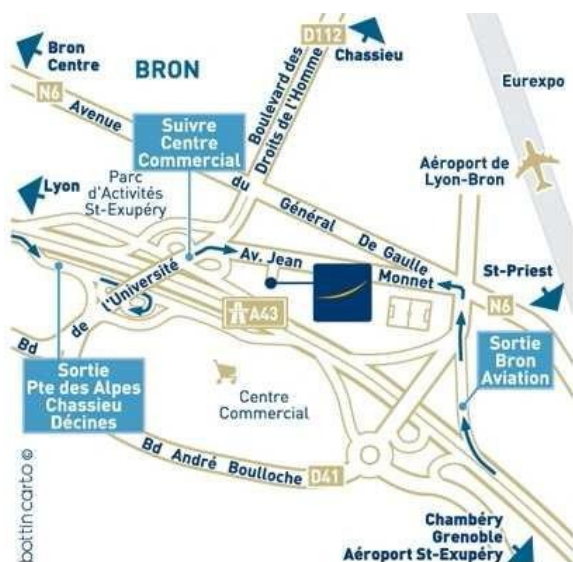 D112
Bron
Centre
BRON
Chassieu
Eurexpo
N6
Avenue
du
Général
De Gaulle
Boulevard des
Droits de l'Homme
Suivre
Centre
Commercial
Aéroport de
Lyon-Bron
Lyon
Parc
d'Activités
St-Exupéry
Av. Jean
Monnet
St-Priest
N6
Bd
de
l'Université
A43
Sortie
Pte des Alpes
Chassieu
Décines
Sortie
Bron
Aviation
Centre
Commercial
Bd André Boulloche
D41
Chambéry
Grenoble
Aéroport St-Exupéry
bottincarto ©